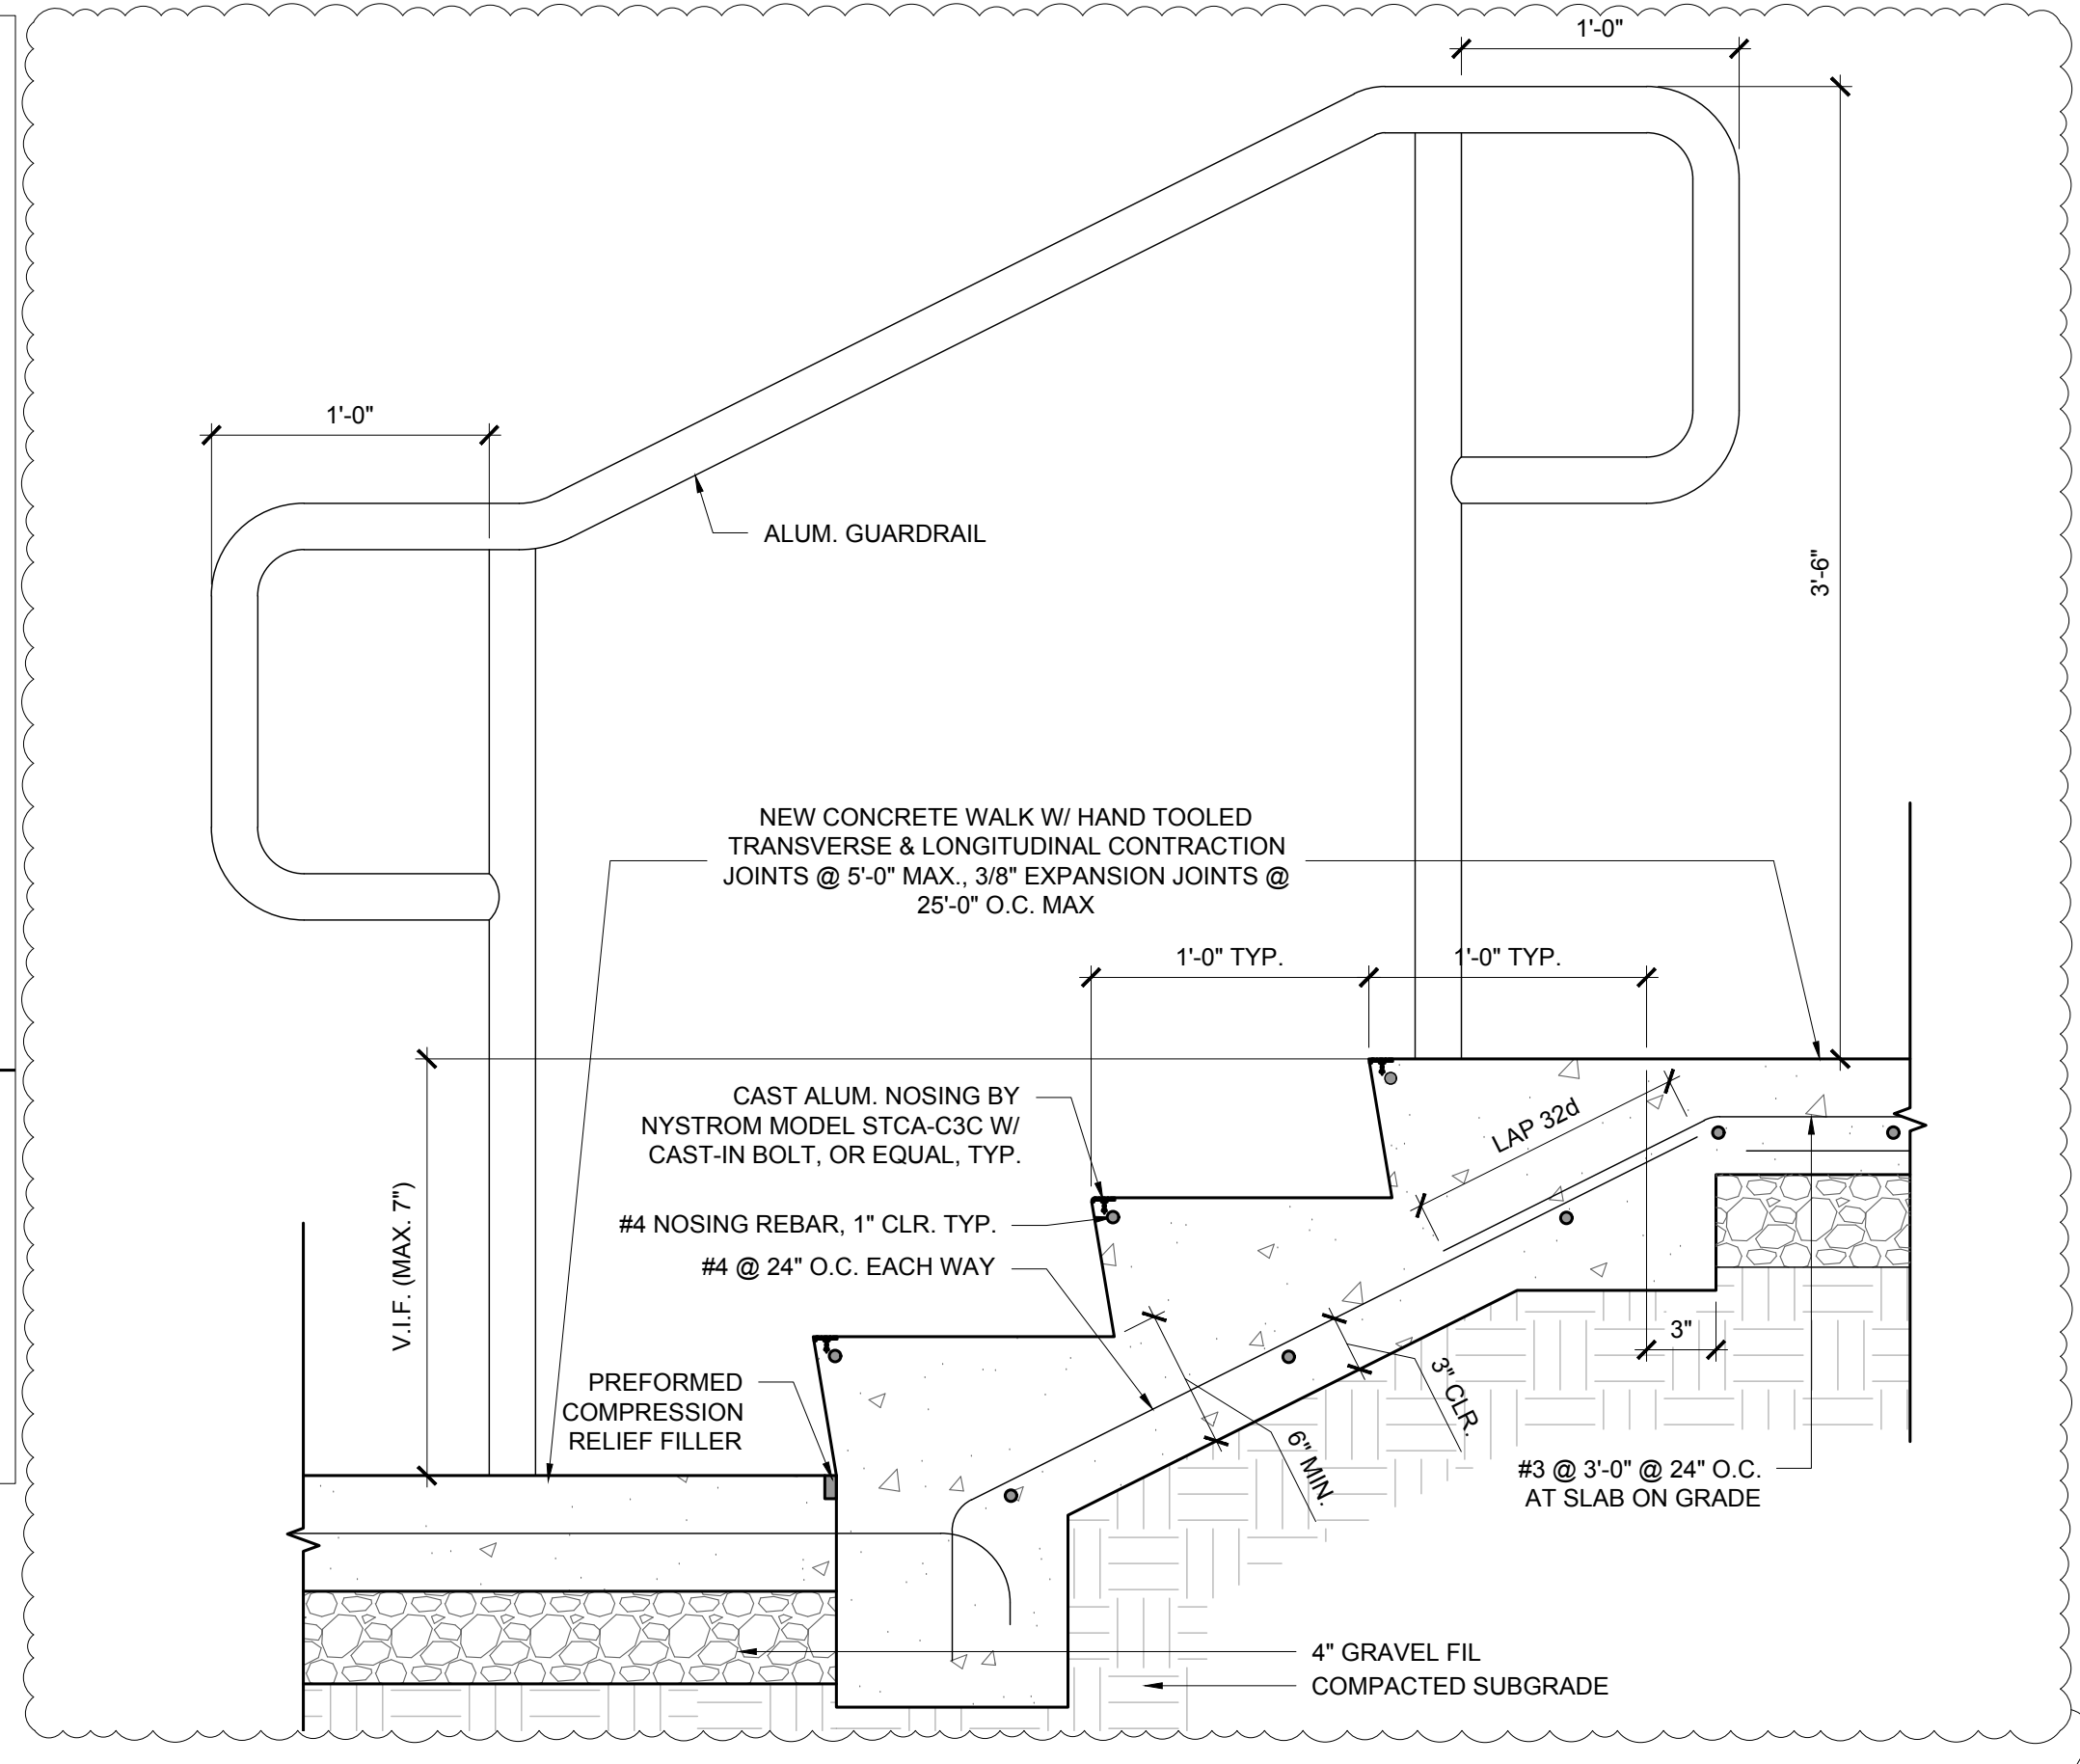 1'-0"
1'-0"
ALUM. GUARDRAIL
3'-6"
NEW CONCRETE WALK W/ HAND TOOLED
TRANSVERSE & LONGITUDINAL CONTRACTION
JOINTS @ 5'-0" MAX., 3/8" EXPANSION JOINTS @
25'-0" O.C. MAX
1'-0" TYP.
1'-0" TYP.
CAST ALUM. NOSING BY
NYSTROM MODEL STCA-C3C W/
CAST-IN BOLT, OR EQUAL, TYP.
LAP 32d
#4 NOSING REBAR, 1" CLR. TYP.
#4 @ 24" O.C. EACH WAY
V.I.F. (MAX. 7")
PREFORMED
COMPRESSION
RELIEF FILLER
3"
3" CLR.
6" MIN.
#3 @ 3'-0" @ 24" O.C.
AT SLAB ON GRADE
4" GRAVEL FIL
COMPACTED SUBGRADE